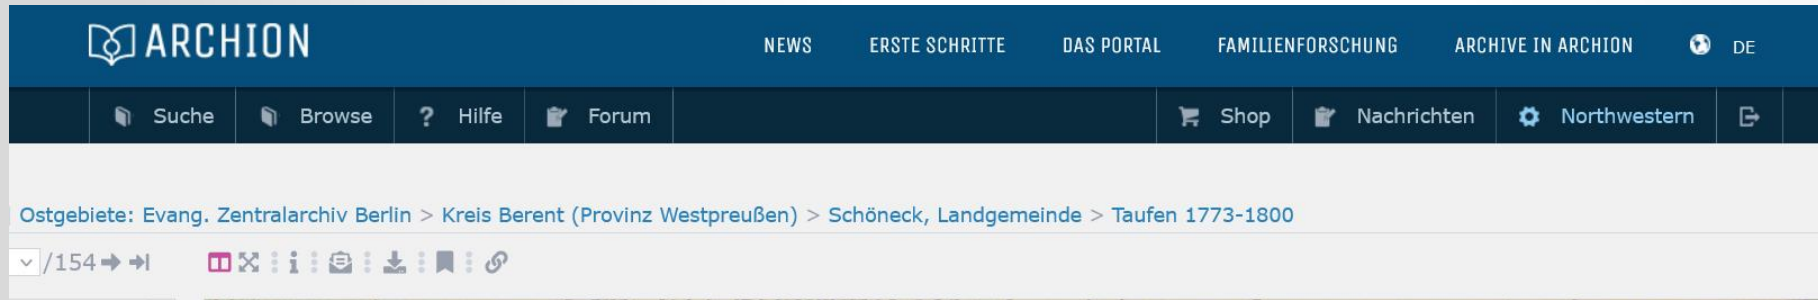 ARCHION NEWS ERSTE SCHRITTE DAS PORTAL FAMILIENFORSCHUNG ARCHIVE IN ARCHION DE
Suche Browse ? Hilfe Forum Shop Nachrichten Northwestern
Ostgebiete: Evang. Zentralarchiv Berlin > Kreis Berent (Provinz Westpreußen) > Schöneck, Landgemeinde > Taufen 1773-1800
/154